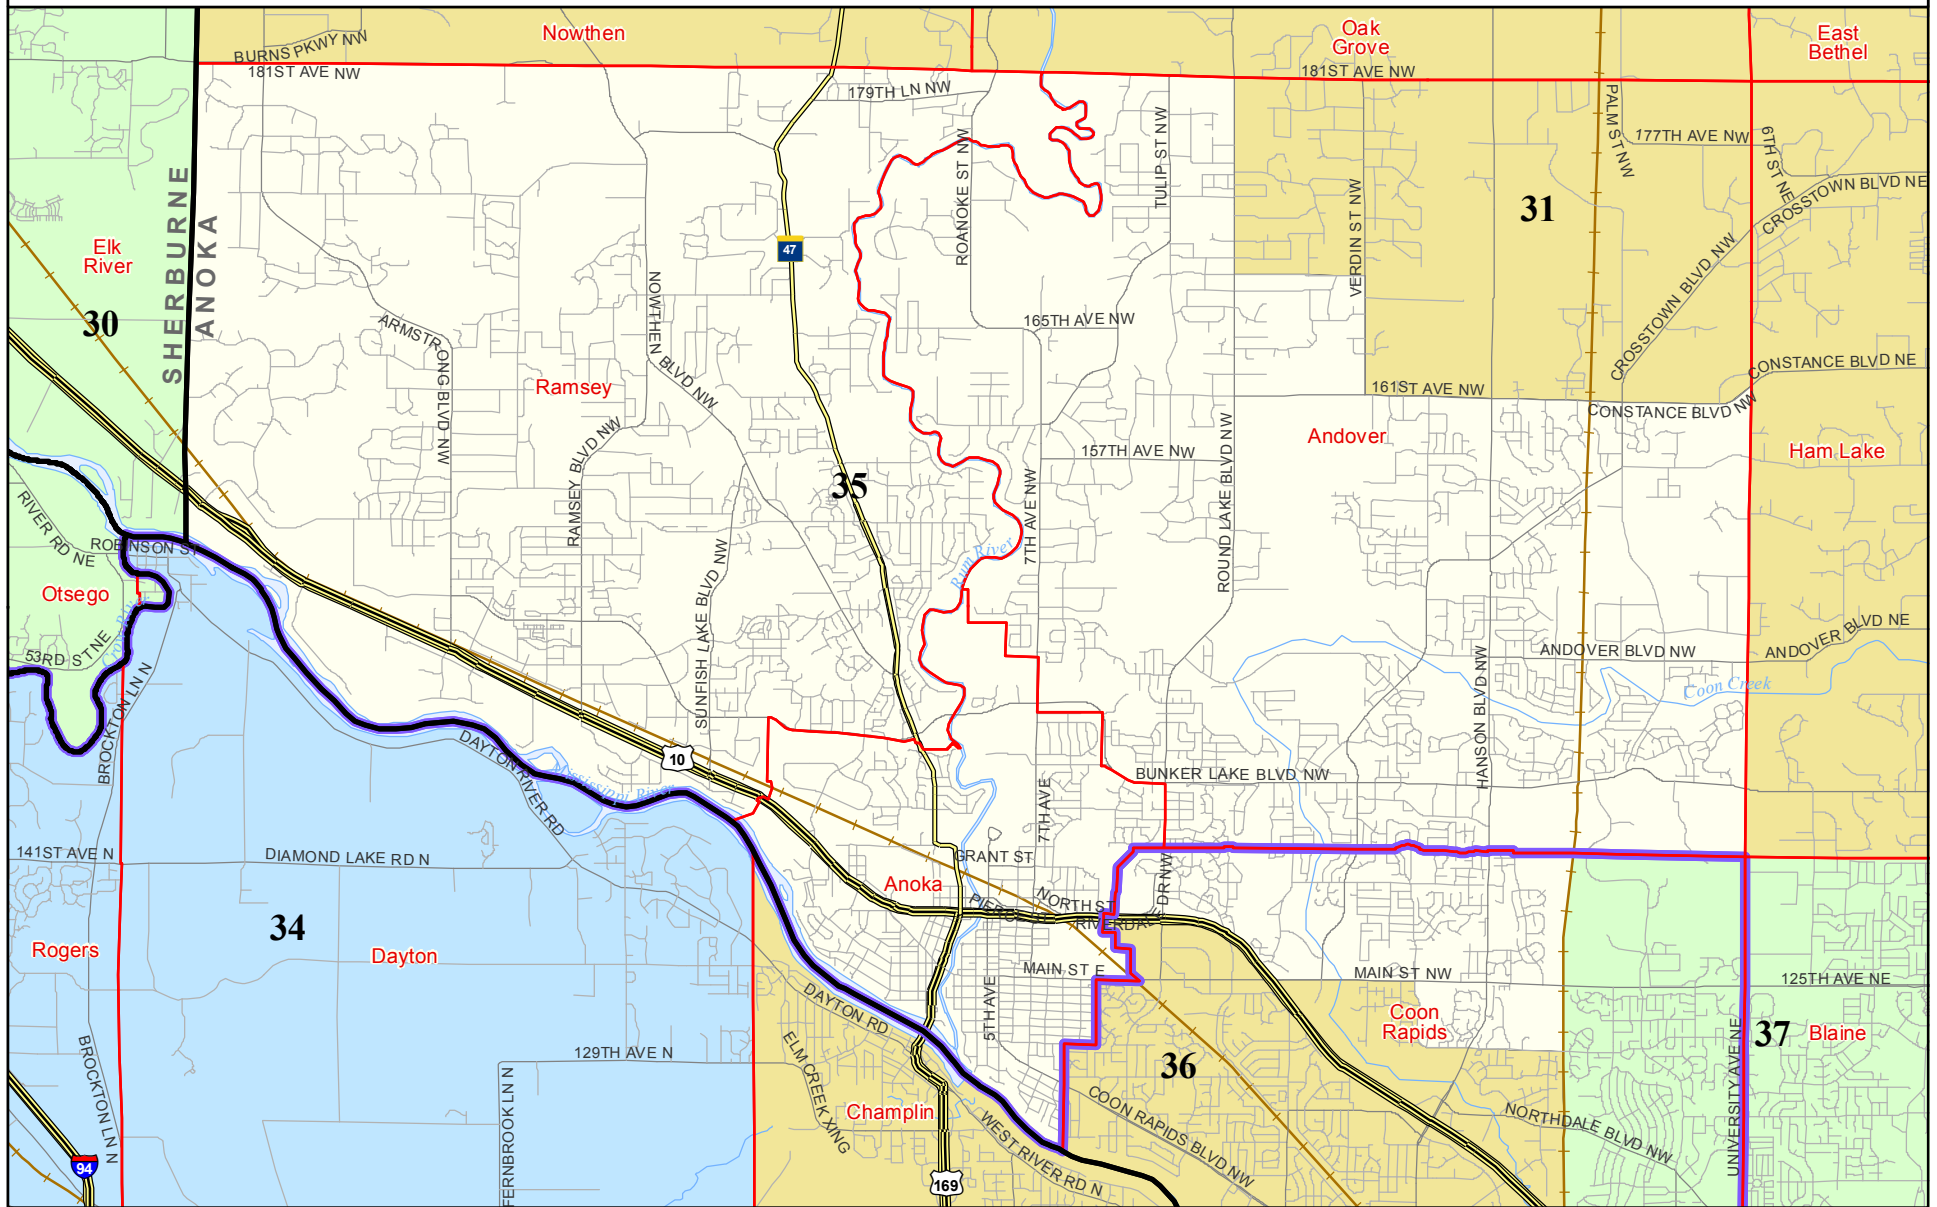 Nowthen
Oak
Grove
East
Bethel
BURNS PKWY NW
181ST AVE NW
181ST AVE NW
179TH LN NW
PALM ST NW
177TH AVE NW
6TH ST NE
CROSSTOWN BLVD NE
TULIP ST NW
ROANOKE ST NW
VERDIN ST NW
31
SHERBURNE
ANOKA
Elk
River
30
47
NOWTHEN BLVD NW
ARMSTRONG BLVD NW
165TH AVE NW
CROSSTOWN BLVD NW
CONSTANCE BLVD NE
Ramsey
161ST AVE NW
CONSTANCE BLVD NW
RAMSEY BLVD NW
Andover
157TH AVE NW
ROUND LAKE BLVD NW
Ham Lake
35
7TH AVE NW
RIVER RD NE
ROBINSON ST
Rum River
SUNFISH LAKE BLVD NW
Otsego
53RD ST NE
Crow River
BROCKTON LN N
ANDOVER BLVD NW
ANDOVER BLVD NE
HANSON BLVD NW
Coon Creek
10
DAYTON RIVER RD
Mississippi River
BUNKER LAKE BLVD NW
7TH AVE
141ST AVE N
DIAMOND LAKE RD N
GRANT ST
Anoka
NORTH ST
PIERCE ST
RIVERDALE DR NW
34
Rogers
Dayton
MAIN ST E
MAIN ST NW
125TH AVE NE
DAYTON RD
5TH AVE
Coon
Rapids
37
Blaine
UNIVERSITY AVE NE
BROCKTON LN N
129TH AVE N
ELM CREEK XING
36
FERNBROOK LN N
Champlin
COON RAPIDS BLVD NW
NORTHDALE BLVD NW
WEST RIVER RD N
94
169